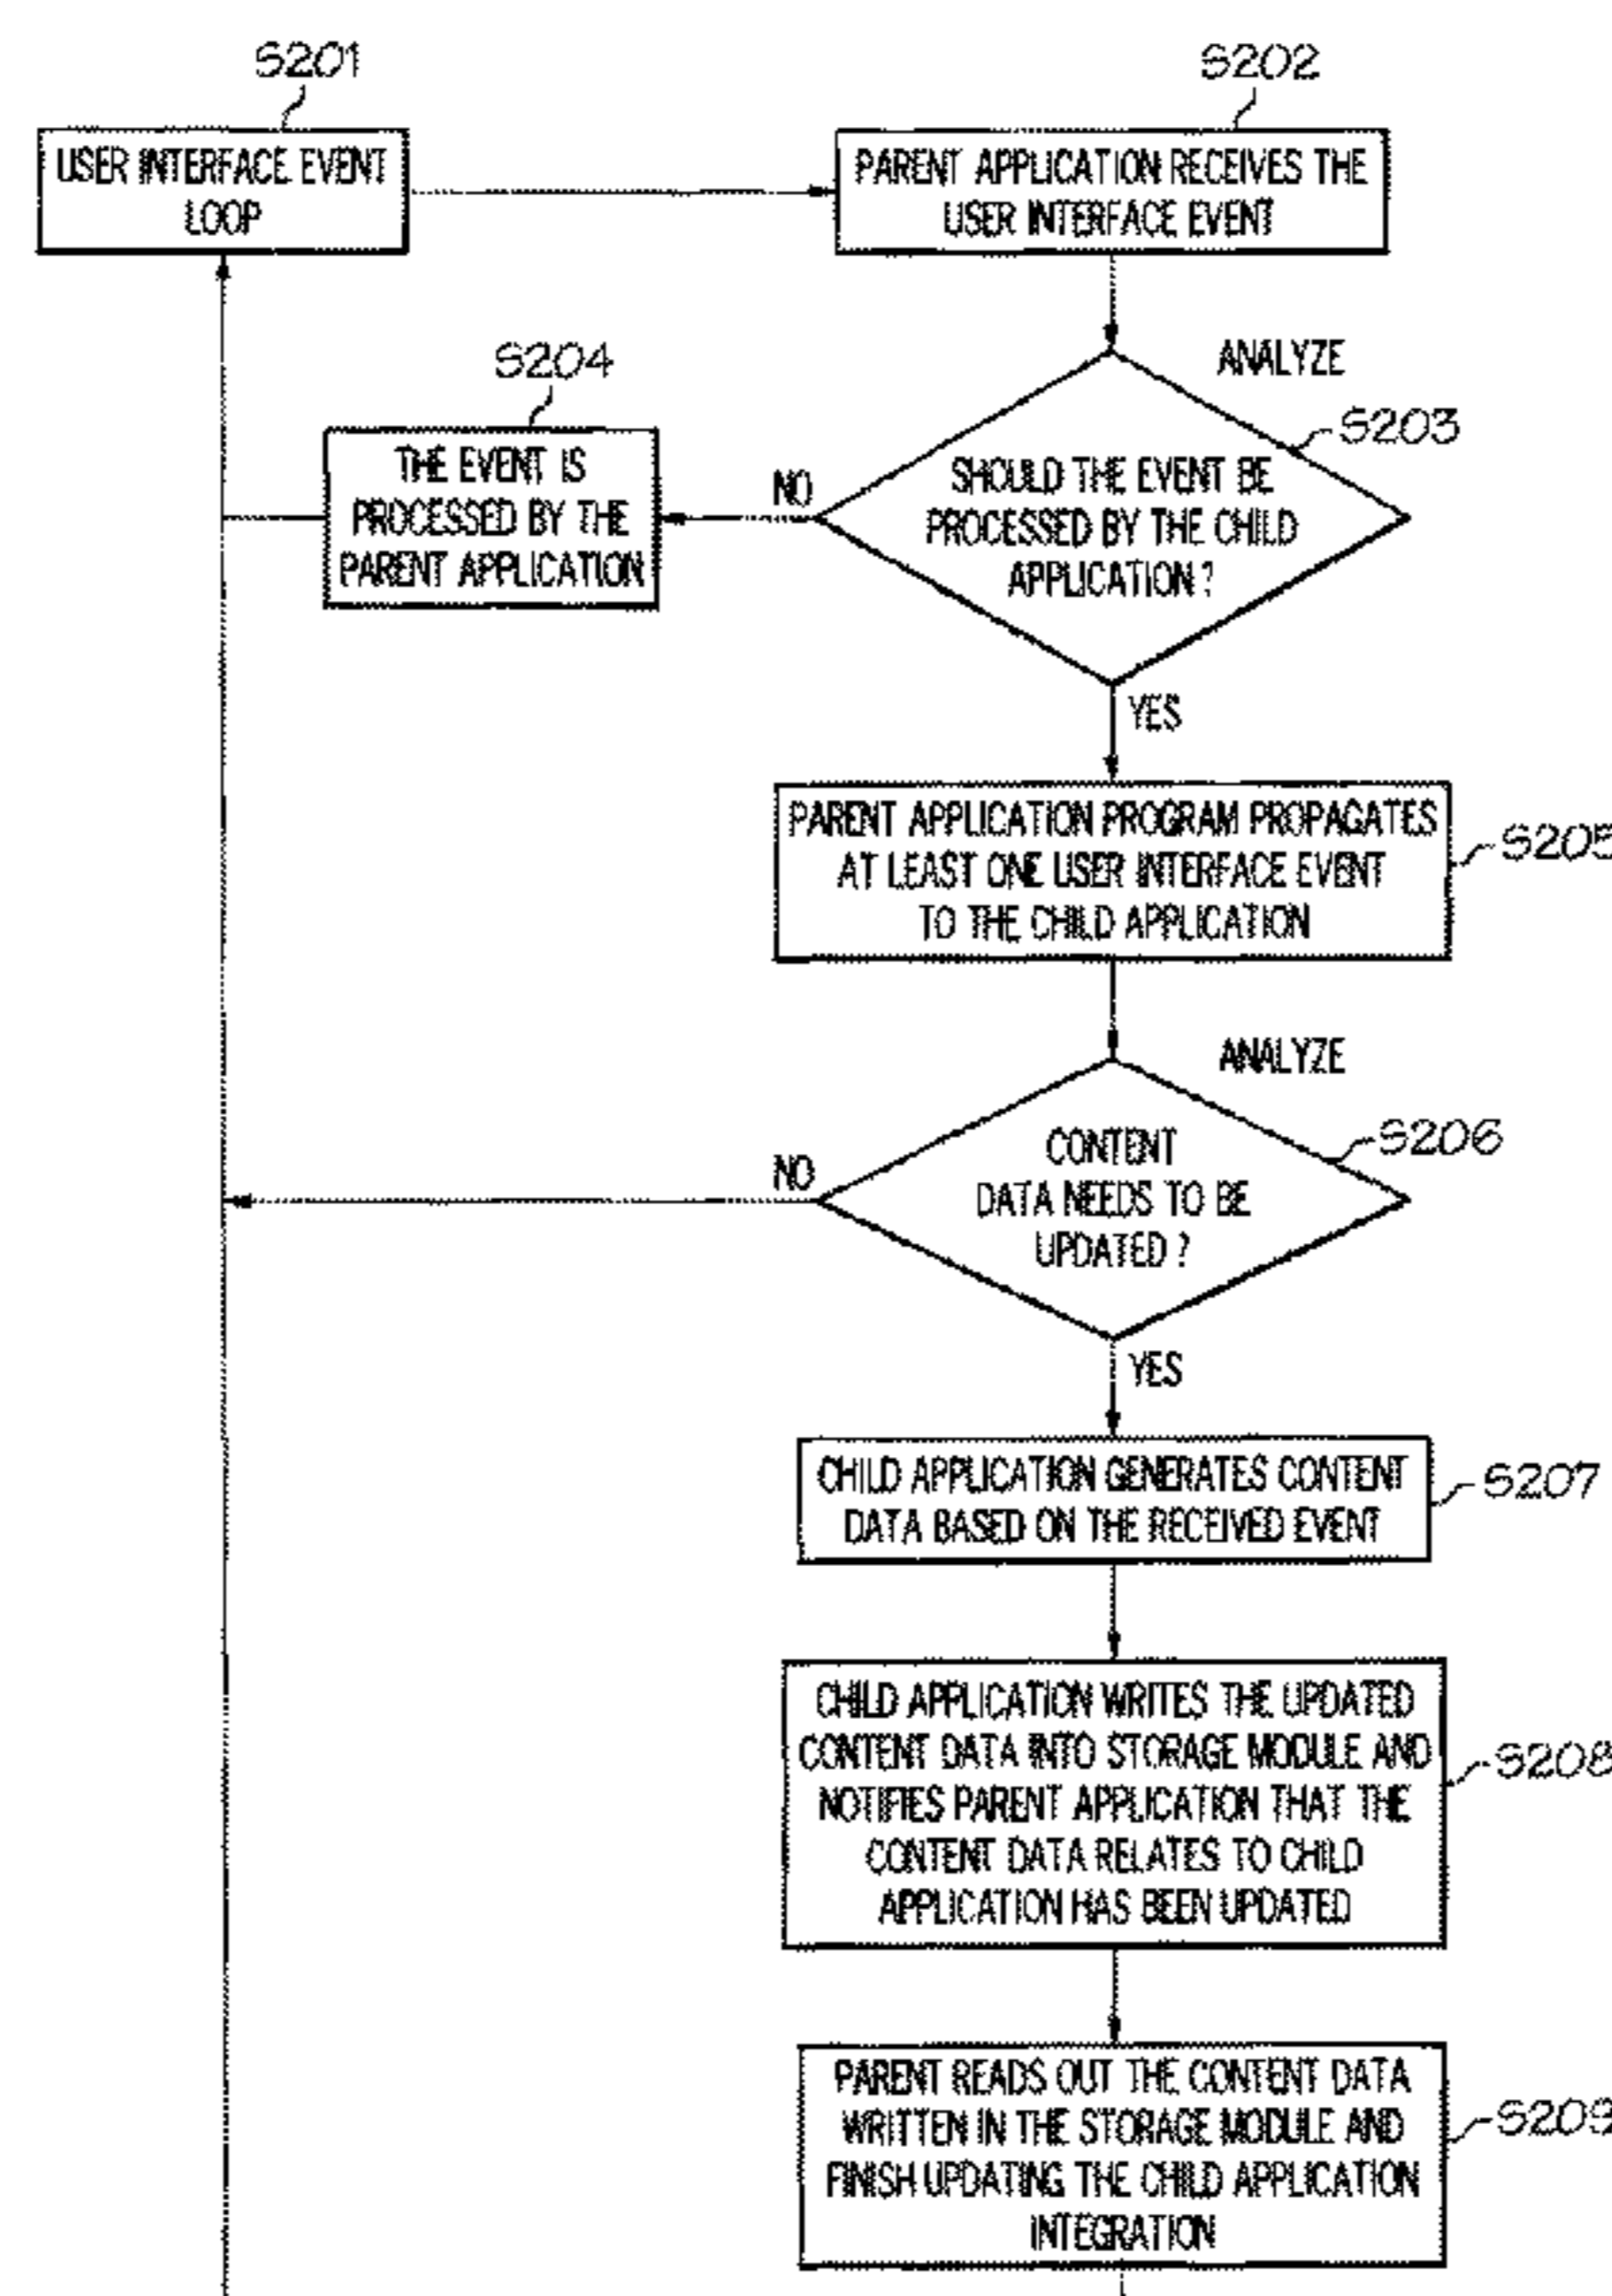 S201
USER INTERFACE EVENT
LOOP
S202
PARENT APPLICATION RECEIVES THE
USER INTERFACE EVENT
ANALYZE
S203
SHOULD THE EVENT BE
PROCESSED BY THE CHILD
APPLICATION?
NO
S204
THE EVENT IS
PROCESSED BY THE
PARENT APPLICATION
YES
PARENT APPLICATION PROGRAM PROPAGATES
AT LEAST ONE USER INTERFACE EVENT
TO THE CHILD APPLICATION
S205
ANALYZE
S206
CONTENT
DATA NEEDS TO BE
UPDATED?
NO
YES
CHILD APPLICATION GENERATES CONTENT
DATA BASED ON THE RECEIVED EVENT
S207
CHILD APPLICATION WRITES THE UPDATED
CONTENT DATA INTO STORAGE MODULE AND
NOTIFIES PARENT APPLICATION THAT THE
CONTENT DATA RELATES TO CHILD
APPLICATION HAS BEEN UPDATED
S208
PARENT READS OUT THE CONTENT DATA
WRITTEN IN THE STORAGE MODULE AND
FINISH UPDATING THE CHILD APPLICATION
INTEGRATION
S209